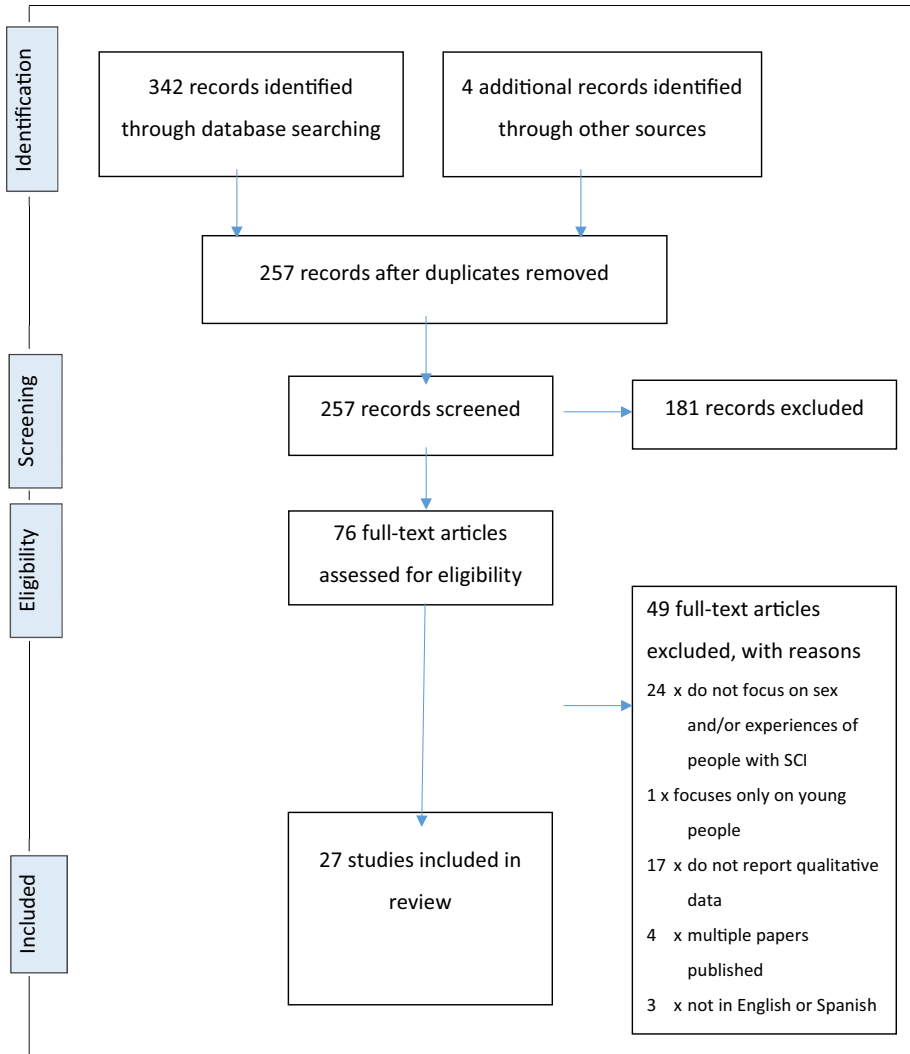 Identification
342 records identified
through database searching
4 additional records identified
through other sources
257 records after duplicates removed
Screening
257 records screened
181 records excluded
Eligibility
76 full-text articles
assessed for eligibility
49 full-text articles
excluded, with reasons
24 x do not focus on sex
and/or experiences of
people with SCI
1 x focuses only on young
people
17 x do not report qualitative
data
4 x multiple papers
published
3 x not in English or Spanish
Included
27 studies included in
review